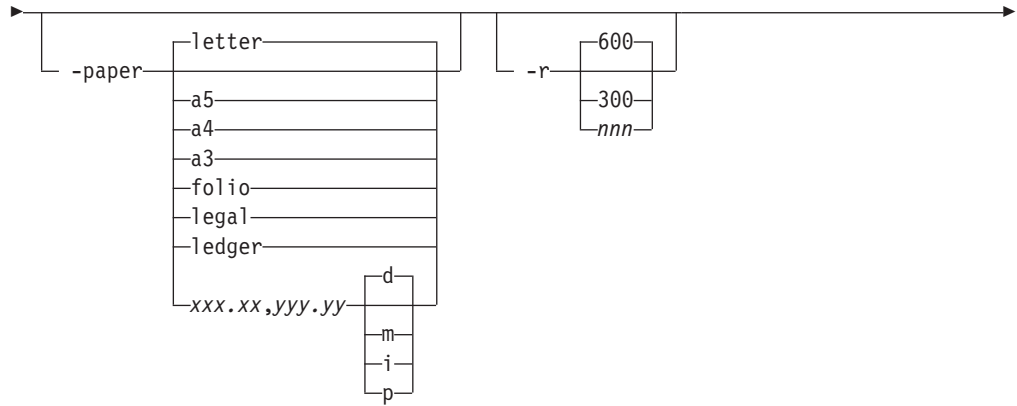 letter 600
-paper -r
a5 300
a4 nnn
a3
folio
legal
ledger
d
xxx.xx,yyy.yy
m
i
p